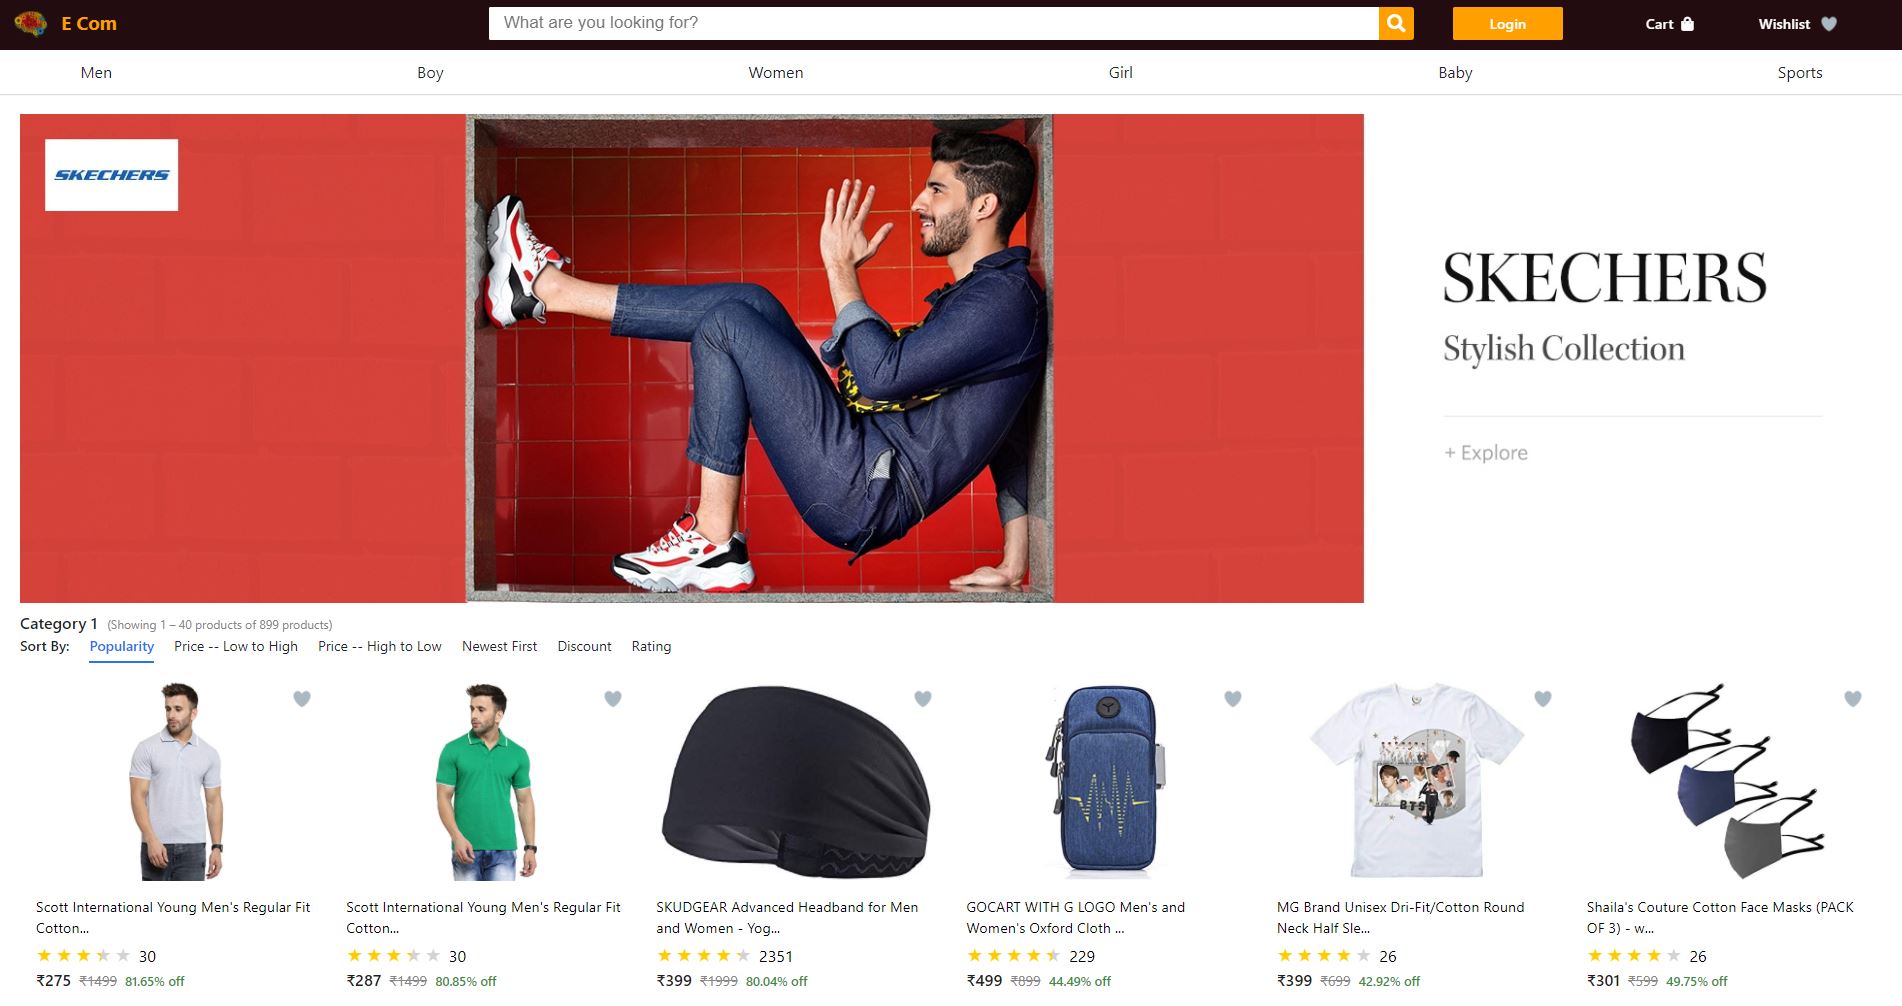 E Com
What are you looking for?
Login
Cart
Wishlist
Men
Boy
Women
Girl
Baby
Sports
SKECHERS
SKECHERS
Stylish Collection
+ Explore
Category 1 (Showing 1 – 40 products of 899 products)
Sort By: Popularity Price -- Low to High Price -- High to Low Newest First Discount Rating
BTS
Scott International Young Men's Regular Fit
Cotton...
30
₹275 ₹1499 81.65% off
Scott International Young Men's Regular Fit
Cotton...
30
₹287 ₹1499 80.85% off
SKUDGEAR Advanced Headband for Men
and Women - Yog...
2351
₹399 ₹1999 80.04% off
GOCART WITH G LOGO Men's and
Women's Oxford Cloth ...
229
₹499 ₹899 44.49% off
MG Brand Unisex Dri-Fit/Cotton Round
Neck Half Sle...
26
₹399 ₹699 42.92% off
Shaila's Couture Cotton Face Masks (PACK
OF 3) - w...
26
₹301 ₹599 49.75% off